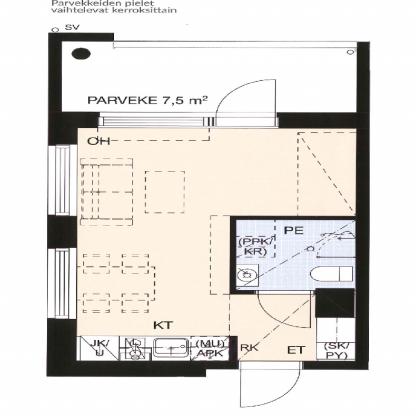 Parvekkeiden pielet
vaihtelevat kerroksittain
SV
PARVEKE 7,5 m²
OH
PE
(PPK/
KR)
KT
JK/
U
(MU)
APK
RK
ET
(SK/
PY)